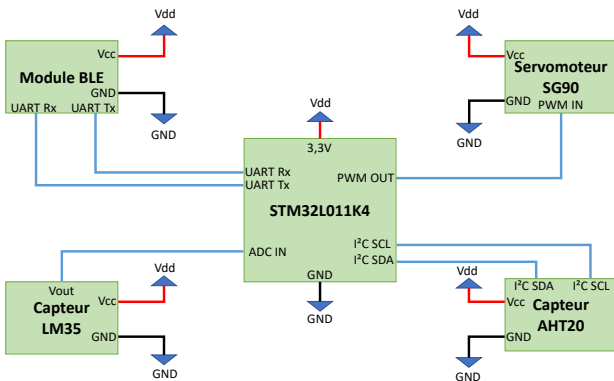 Vdd
Vcc
Module BLE
GND
UART Rx UART Tx
GND
Vdd
Vcc
Servomoteur
SG90
GND
PWM IN
GND
Vdd
3,3V
UART Rx
UART Tx
PWM OUT
STM32L011K4
ADC IN
I²C SCL
I²C SDA
GND
GND
Vout
Vdd
Capteur
Vcc
LM35
GND
GND
Vdd
I²C SDA I²C SCL
Vcc
Capteur
GND
AHT20
GND